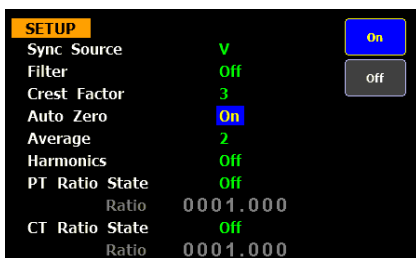 SETUP
Sync Source V
Filter Off
Crest Factor 3
Auto Zero On
Average 2
Harmonics Off
PT Ratio State Off
Ratio 0001.000
CT Ratio State Off
Ratio 0001.000
On
Off